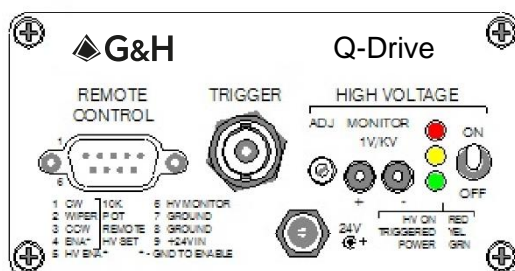 G&H
Q-Drive
REMOTE CONTROL
TRIGGER
HIGH VOLTAGE
ADJ MONITOR
1V/KV
ON
OFF
1
6
+ -
24V
+
1 CW 10K
2 WIPER POT
3 CCW REMOTE
4 ENA* HV SET
5 HV ENA*
6 HV MONITOR
7 GROUND
8 GROUND
9 +24V IN
* - GND TO ENABLE
HV ON RED
TRIGGERED YEL
POWER GRN